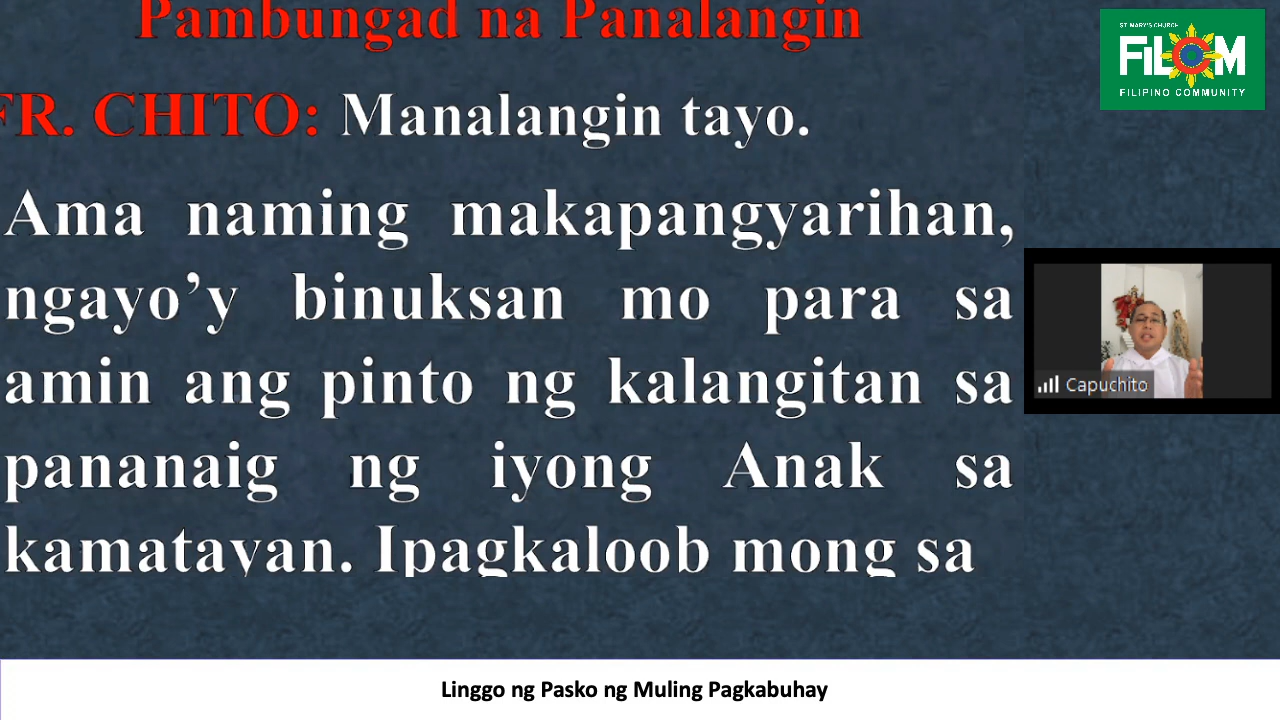 Pambungad na Panalangin
FR. CHITO: Manalangin tayo.
Ama naming makapangyarihan,
ngayo’y binuksan mo para sa
amin ang pinto ng kalangitan sa
pananaig ng iyong Anak sa
kamatayan. Ipagkaloob mong sa
ST MARY'S CHURCH
FILCM
FILIPINO COMMUNITY
Capuchito
Linggo ng Pasko ng Muling Pagkabuhay